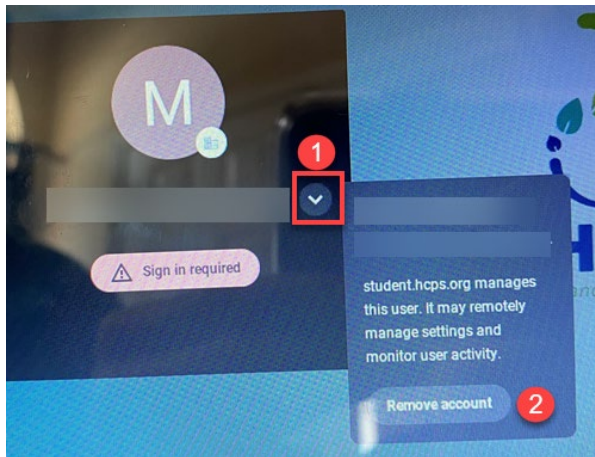 M
1
Sign in required
student.hcps.org manages
this user. It may remotely
manage settings and
monitor user activity.
Remove account
2
H